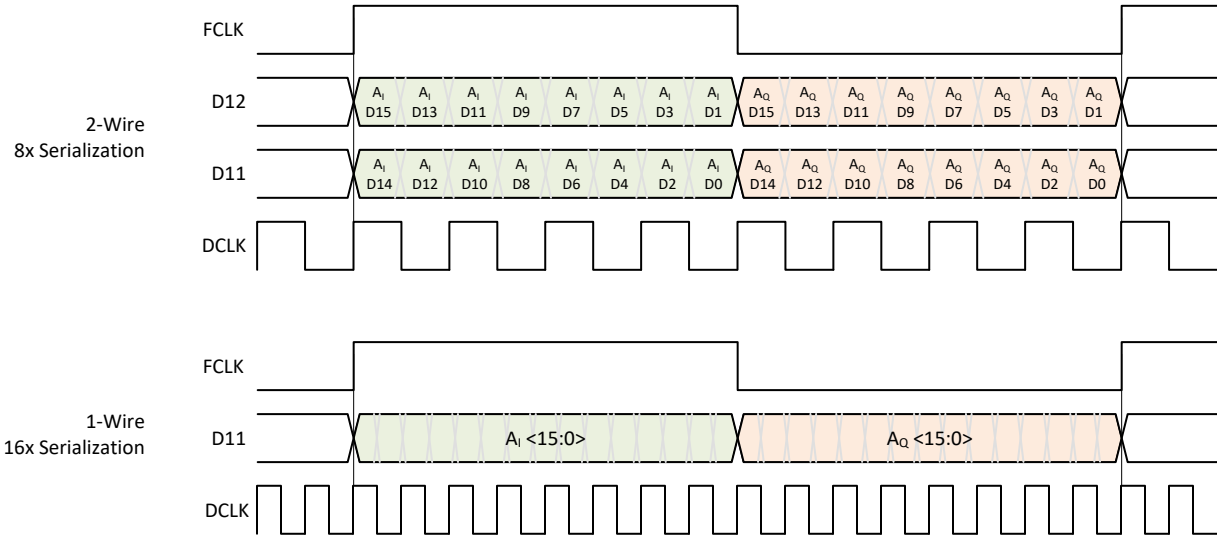 FCLK
D12
A_I A_I A_I A_I A_I A_I A_I A_I A_Q A_Q A_Q A_Q A_Q A_Q A_Q A_Q
D15 D13 D11 D9 D7 D5 D3 D1 D15 D13 D11 D9 D7 D5 D3 D1
2-Wire
8x Serialization
D11
A_I A_I A_I A_I A_I A_I A_I A_I A_Q A_Q A_Q A_Q A_Q A_Q A_Q A_Q
D14 D12 D10 D8 D6 D4 D2 D0 D14 D12 D10 D8 D6 D4 D2 D0
DCLK
FCLK
1-Wire
16x Serialization
D11
A_I <15:0> A_Q <15:0>
DCLK